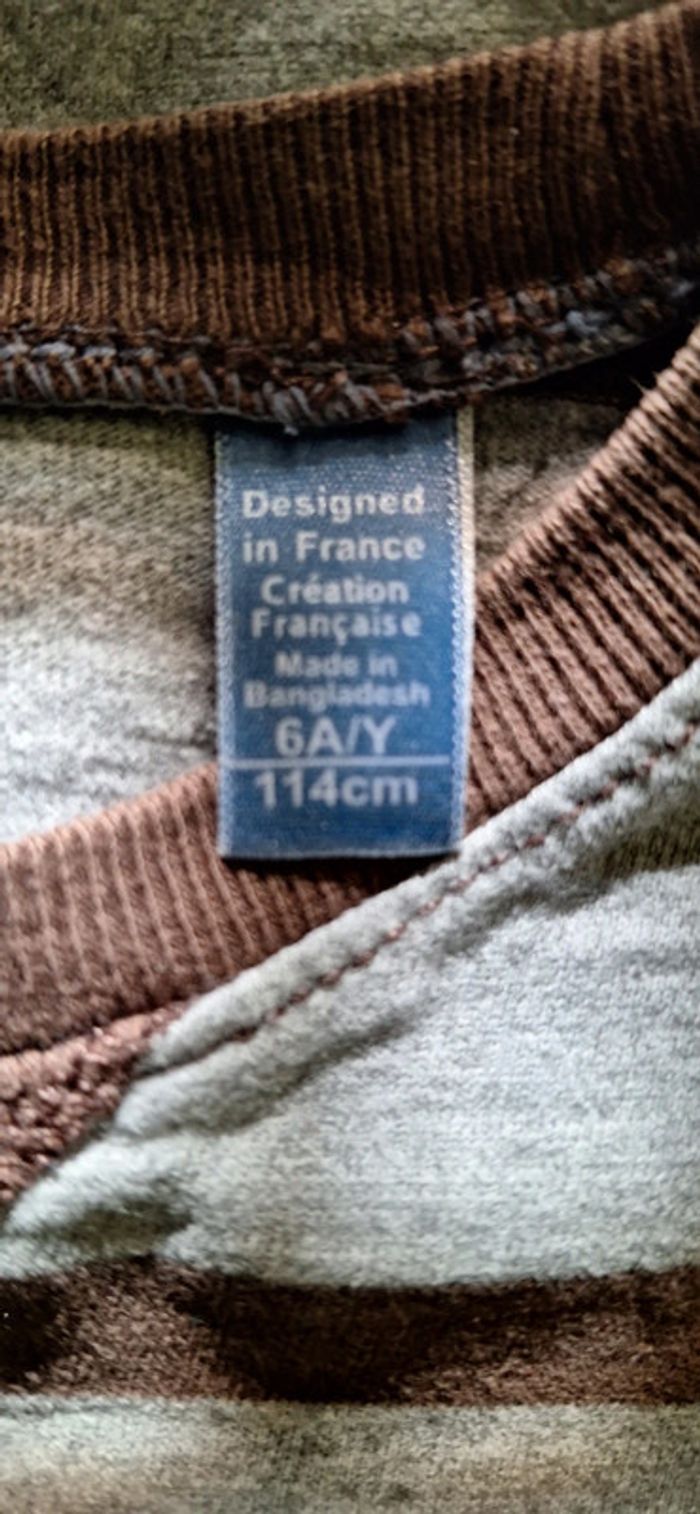 Designed
in France
Création
Française
Made in
Bangladesh
6A/Y
114cm